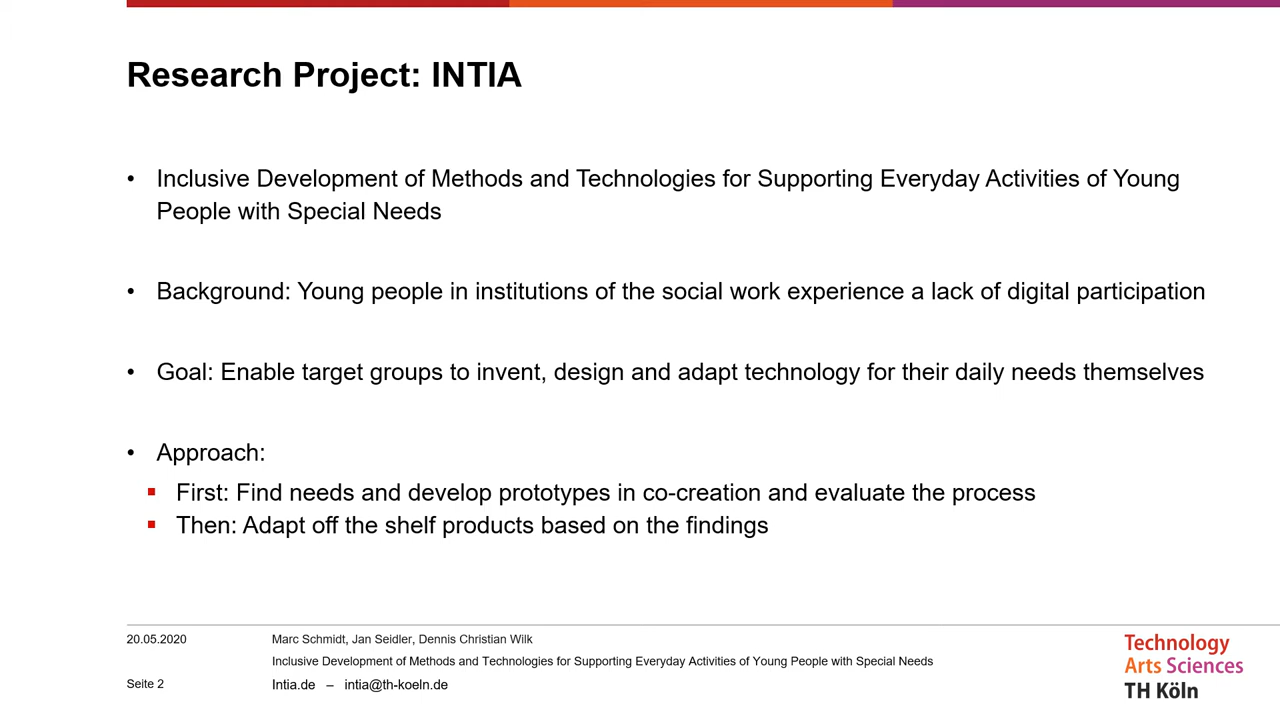 Research Project: INTIA
• Inclusive Development of Methods and Technologies for Supporting Everyday Activities of Young
People with Special Needs
• Background: Young people in institutions of the social work experience a lack of digital participation
• Goal: Enable target groups to invent, design and adapt technology for their daily needs themselves
• Approach:
▪ First: Find needs and develop prototypes in co-creation and evaluate the process
▪ Then: Adapt off the shelf products based on the findings
20.05.2020
Marc Schmidt, Jan Seidler, Dennis Christian Wilk
Inclusive Development of Methods and Technologies for Supporting Everyday Activities of Young People with Special Needs
Seite 2
Intia.de – intia@th-koeln.de
Technology
Arts Sciences
TH Köln